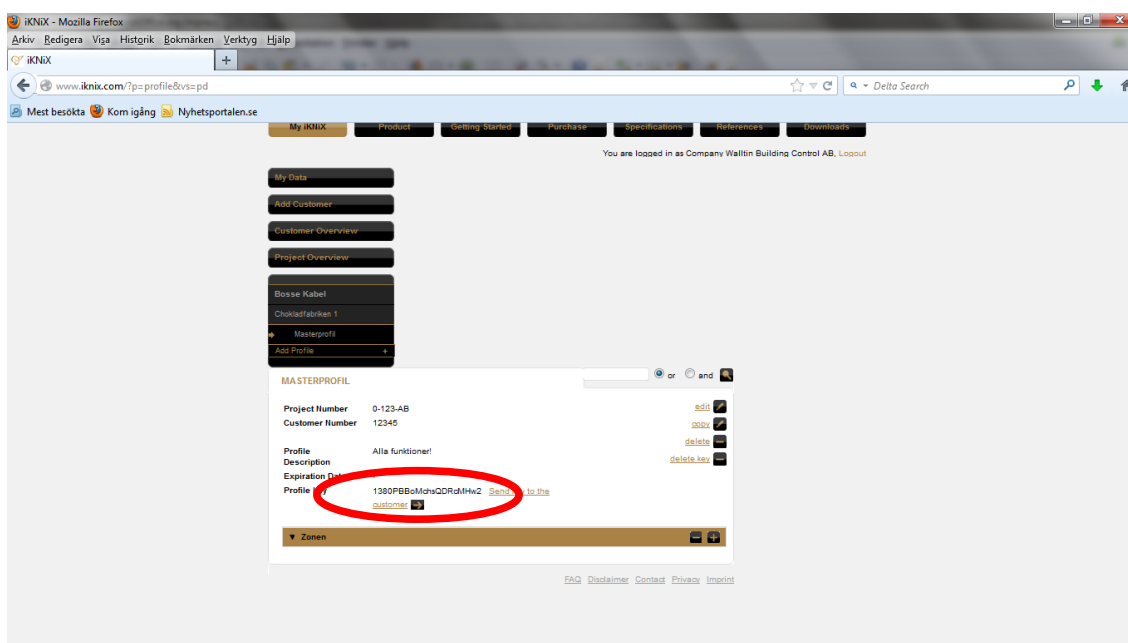 iKNiX - Mozilla Firefox
Arkiv Redigera Visa Historik Bokmärken Verktyg Hjälp
iKNiX +
www.iknix.com/?p=profile&vs=pd
Delta Search
Mest besökta Kom igång Nyhetsportalen.se
My iKNiX Product Getting Started Purchase Specifications References Downloads
You are logged in as Company Walltin Building Control AB, Logout
My Data
Add Customer
Customer Overview
Project Overview
Bosse Kabel
Chokladfabriken 1
Masterprofil
Add Profile +
or and
MASTERPROFIL
Project Number 0-123-AB edit
Customer Number 12345 copy
delete
Profile Description Alla funktioner!
delete key
Expiration Date -
Profile Key 1380PBBoMchsQDRcMHw2 Send key to the
customer
▼ Zonen
FAQ Disclaimer Contact Privacy Imprint